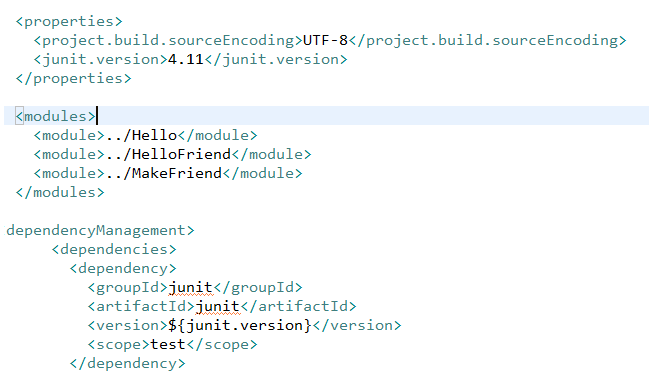 <properties>
<project.build.sourceEncoding>UTF-8</project.build.sourceEncoding>
<junit.version>4.11</junit.version>
</properties>
<modules>
<module>../Hello</module>
<module>../HelloFriend</module>
<module>../MakeFriend</module>
</modules>
dependencyManagement>
<dependencies>
<dependency>
<groupId>junit</groupId>
<artifactId>junit</artifactId>
<version>${junit.version}</version>
<scope>test</scope>
</dependency>